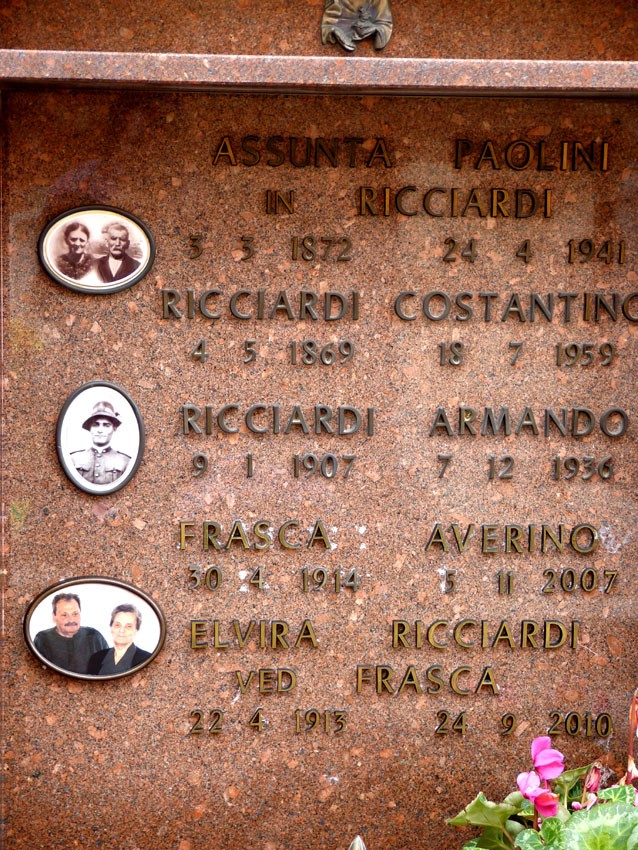 ASSUNTA PAOLINI
IN RICCIARDI
3 3 1872 24 4 1941
RICCIARDI COSTANTINO
4 5 1869 18 7 1959
RICCIARDI ARMANDO
9 1 1907 7 12 1936
FRASCA AVERINO
30 4 1914 5 11 2007
ELVIRA RICCIARDI
VED FRASCA
22 4 1913 24 9 2010